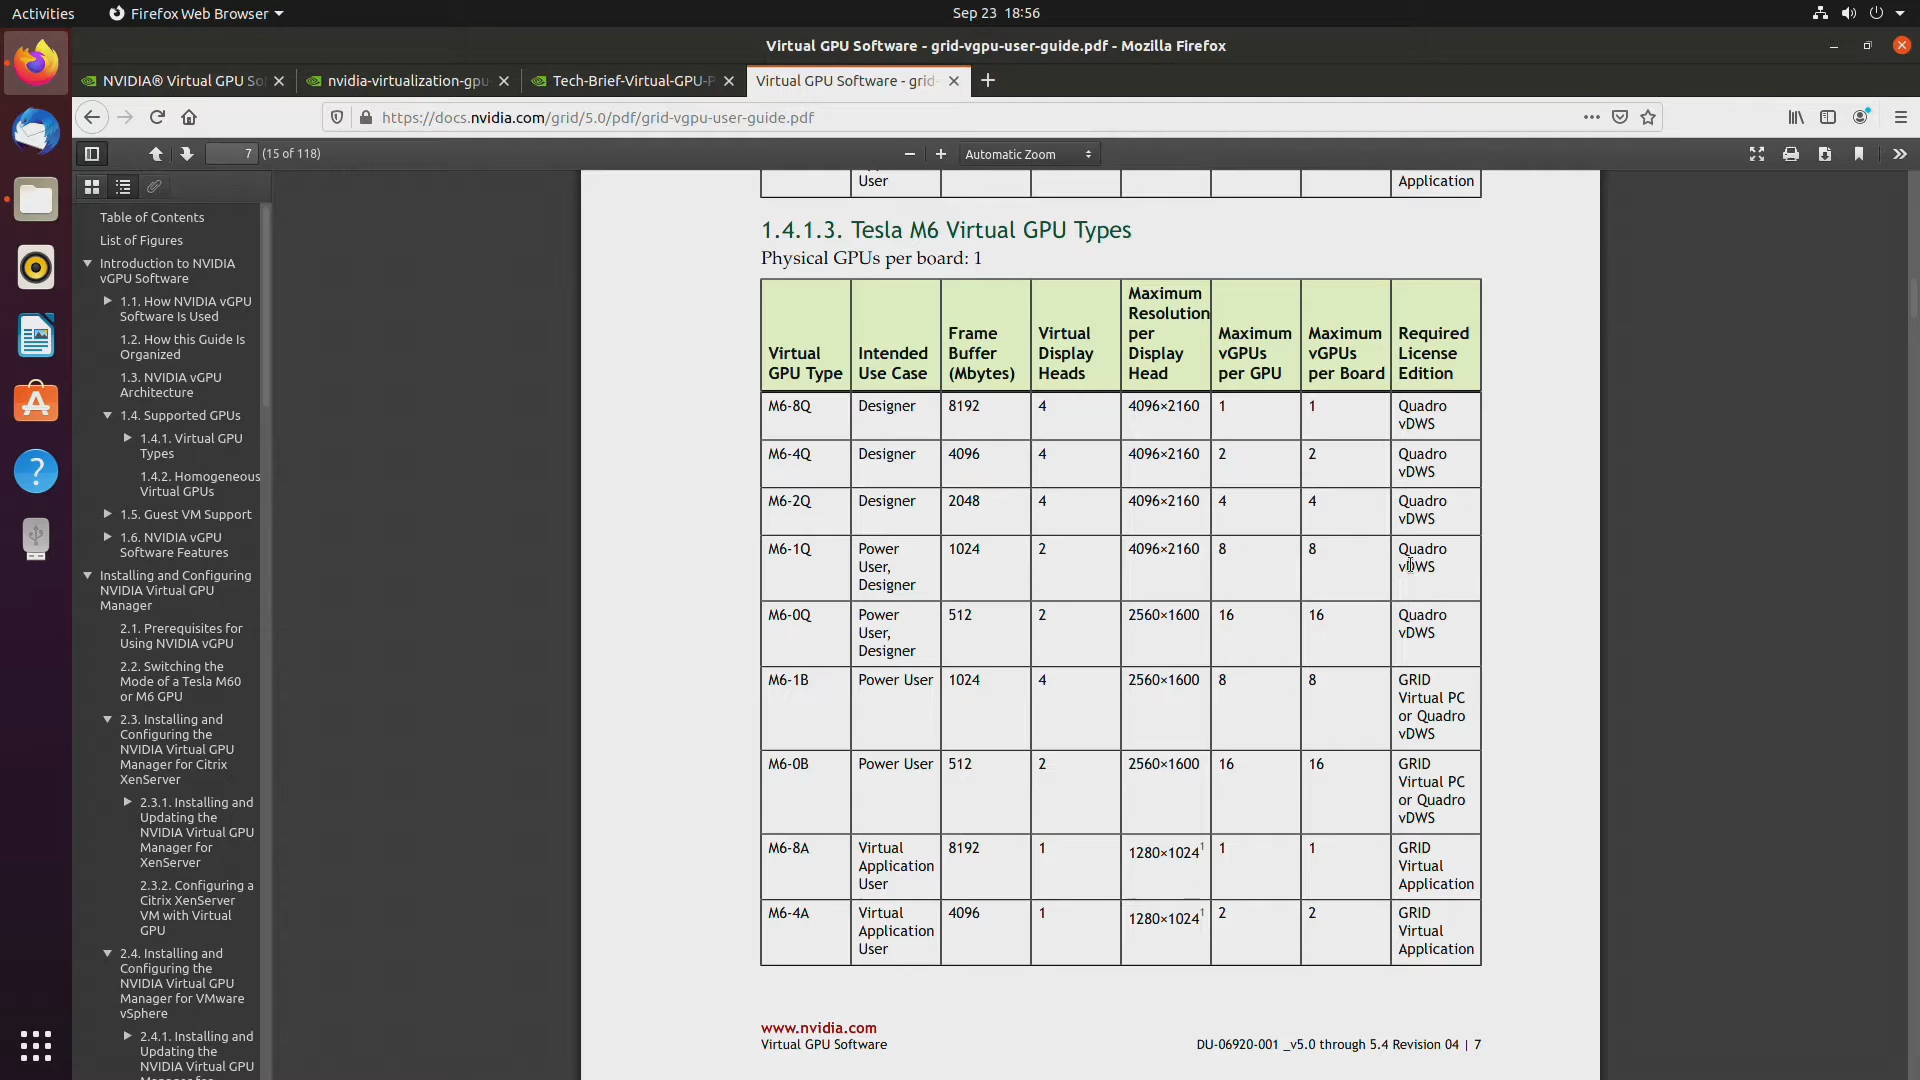 Activities
Firefox Web Browser
Sep 23 18:56
Virtual GPU Software - grid-vgpu-user-guide.pdf - Mozilla Firefox
NVIDIA® Virtual GPU So
nvidia-virtualization-gpu-
Tech-Brief-Virtual-GPU-P
Virtual GPU Software - grid-
https://docs.nvidia.com/grid/5.0/pdf/grid-vgpu-user-guide.pdf
7 (15 of 118)
Automatic Zoom
Table of Contents
List of Figures
Introduction to NVIDIA
vGPU Software
1.1. How NVIDIA vGPU
Software Is Used
1.2. How this Guide Is
Organized
1.3. NVIDIA vGPU
Architecture
1.4. Supported GPUs
1.4.1. Virtual GPU
Types
1.4.2. Homogeneous
Virtual GPUs
1.5. Guest VM Support
1.6. NVIDIA vGPU
Software Features
Installing and Configuring
NVIDIA Virtual GPU
Manager
2.1. Prerequisites for
Using NVIDIA vGPU
2.2. Switching the
Mode of a Tesla M60
or M6 GPU
2.3. Installing and
Configuring the
NVIDIA Virtual GPU
Manager for Citrix
XenServer
2.3.1. Installing and
Updating the
NVIDIA Virtual GPU
Manager for
XenServer
2.3.2. Configuring a
Citrix XenServer
VM with Virtual
GPU
2.4. Installing and
Configuring the
NVIDIA Virtual GPU
Manager for VMware
vSphere
2.4.1. Installing and
Updating the
NVIDIA Virtual GPU
User Application
1.4.1.3. Tesla M6 Virtual GPU Types
Physical GPUs per board: 1
Virtual GPU Type
Intended Use Case
Frame Buffer (Mbytes)
Virtual Display Heads
Maximum Resolution per Display Head
Maximum vGPUs per GPU
Maximum vGPUs per Board
Required License Edition
M6-8Q Designer 8192 4 4096×2160 1 1 Quadro vDWS
M6-4Q Designer 4096 4 4096×2160 2 2 Quadro vDWS
M6-2Q Designer 2048 4 4096×2160 4 4 Quadro vDWS
M6-1Q Power User, Designer 1024 2 4096×2160 8 8 Quadro vDWS
M6-0Q Power User, Designer 512 2 2560×1600 16 16 Quadro vDWS
M6-1B Power User 1024 4 2560×1600 8 8 GRID Virtual PC or Quadro vDWS
M6-0B Power User 512 2 2560×1600 16 16 GRID Virtual PC or Quadro vDWS
M6-8A Virtual Application User 8192 1 1280×1024¹ 1 1 GRID Virtual Application
M6-4A Virtual Application User 4096 1 1280×1024¹ 2 2 GRID Virtual Application
www.nvidia.com
Virtual GPU Software
DU-06920-001 _v5.0 through 5.4 Revision 04 | 7